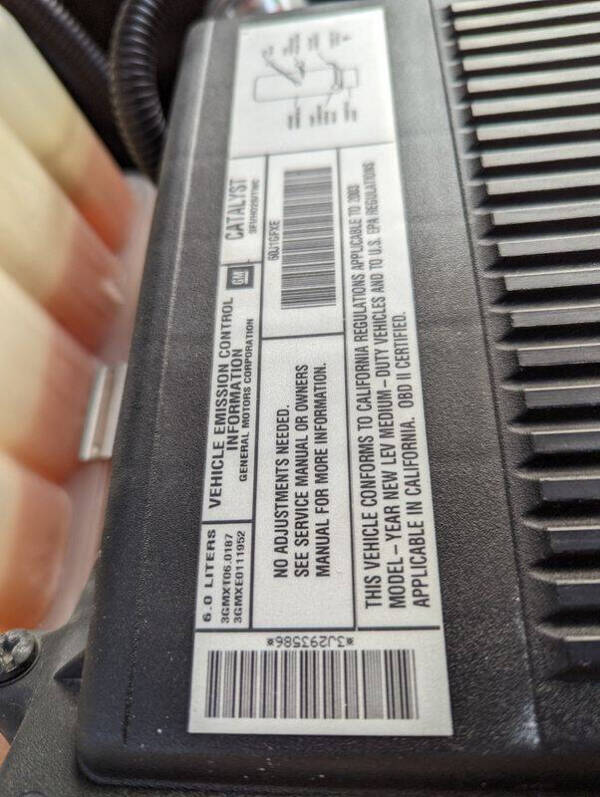 6.0 LITERS
3GMXT06.0187
3GMXE0111952
VEHICLE EMISSION CONTROL
INFORMATION
GENERAL MOTORS CORPORATION
GM
CATALYST
NO ADJUSTMENTS NEEDED.
SEE SERVICE MANUAL OR OWNERS
MANUAL FOR MORE INFORMATION.
60J1GFXE
THIS VEHICLE CONFORMS TO CALIFORNIA REGULATIONS APPLICABLE TO 2003
MODEL-YEAR NEW LEV MEDIUM-DUTY VEHICLES AND TO U.S. EPA REGULATIONS
APPLICABLE IN CALIFORNIA. OBD II CERTIFIED.
*3J293586*